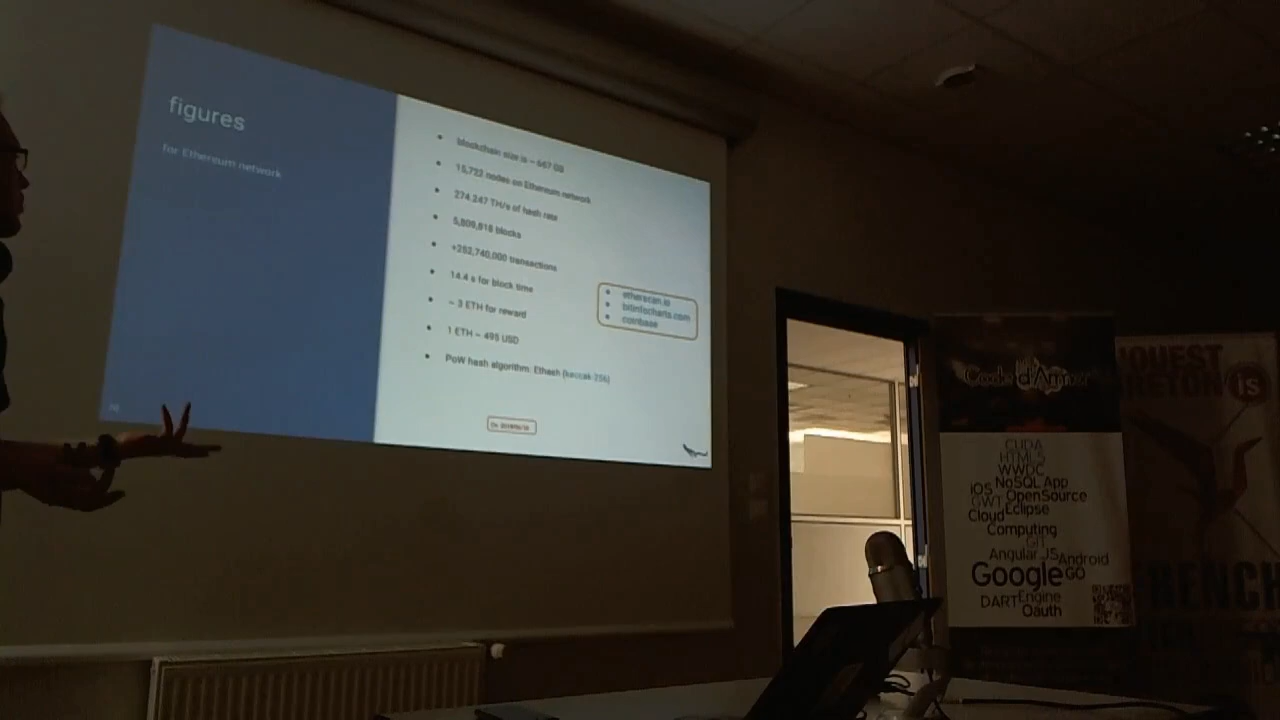 figures
for Ethereum network
blockchain size is ~ 667 GB
15,722 nodes on Ethereum network
274.247 TH/s of hash rate
5,809,818 blocks
+252,740,000 transactions
14.4 s for block time
~ 3 ETH for reward
1 ETH ~ 495 USD
PoW hash algorithm: Ethash (keccak-256)
etherscan.io
bitinfocharts.com
coinbase
Code d'Armor
CUDA
HTML5
WWDC
NoSQL App
iOS
OpenSource
GWT
Eclipse
Cloud
Computing
GIT
Angular JS
Android
Google GO
DART
Engine
Oauth